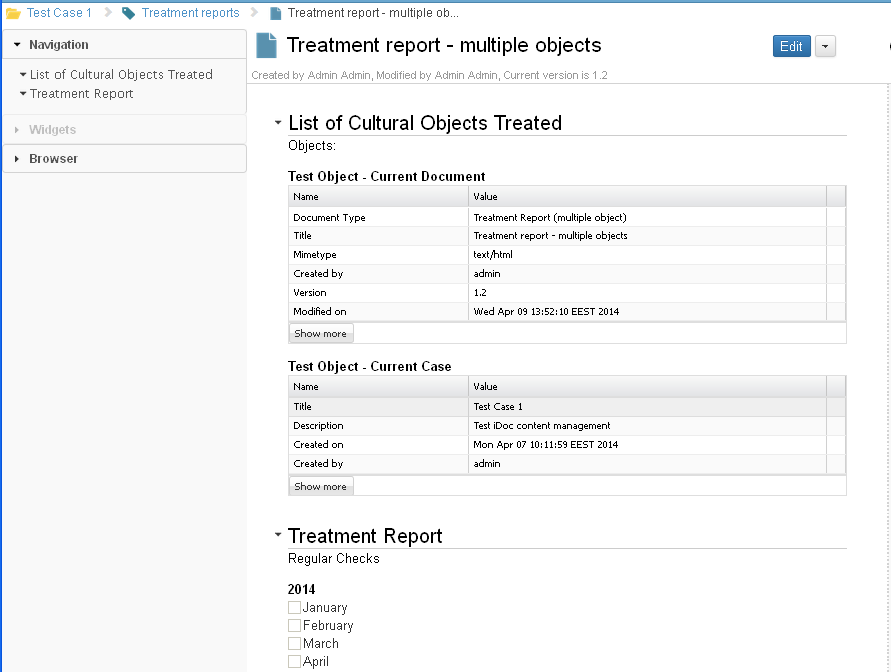 Test Case 1 Treatment reports Treatment report - multiple ob...
Navigation
List of Cultural Objects Treated
Treatment Report
Widgets
Browser
Treatment report - multiple objects
Edit
Created by Admin Admin, Modified by Admin Admin, Current version is 1.2
List of Cultural Objects Treated
Objects:
Test Object - Current Document
Name Value
Document Type Treatment Report (multiple object)
Title Treatment report - multiple objects
Mimetype text/html
Created by admin
Version 1.2
Modified on Wed Apr 09 13:52:10 EEST 2014
Show more
Test Object - Current Case
Name Value
Title Test Case 1
Description Test iDoc content management
Created on Mon Apr 07 10:11:59 EEST 2014
Created by admin
Show more
Treatment Report
Regular Checks
2014
January
February
March
April